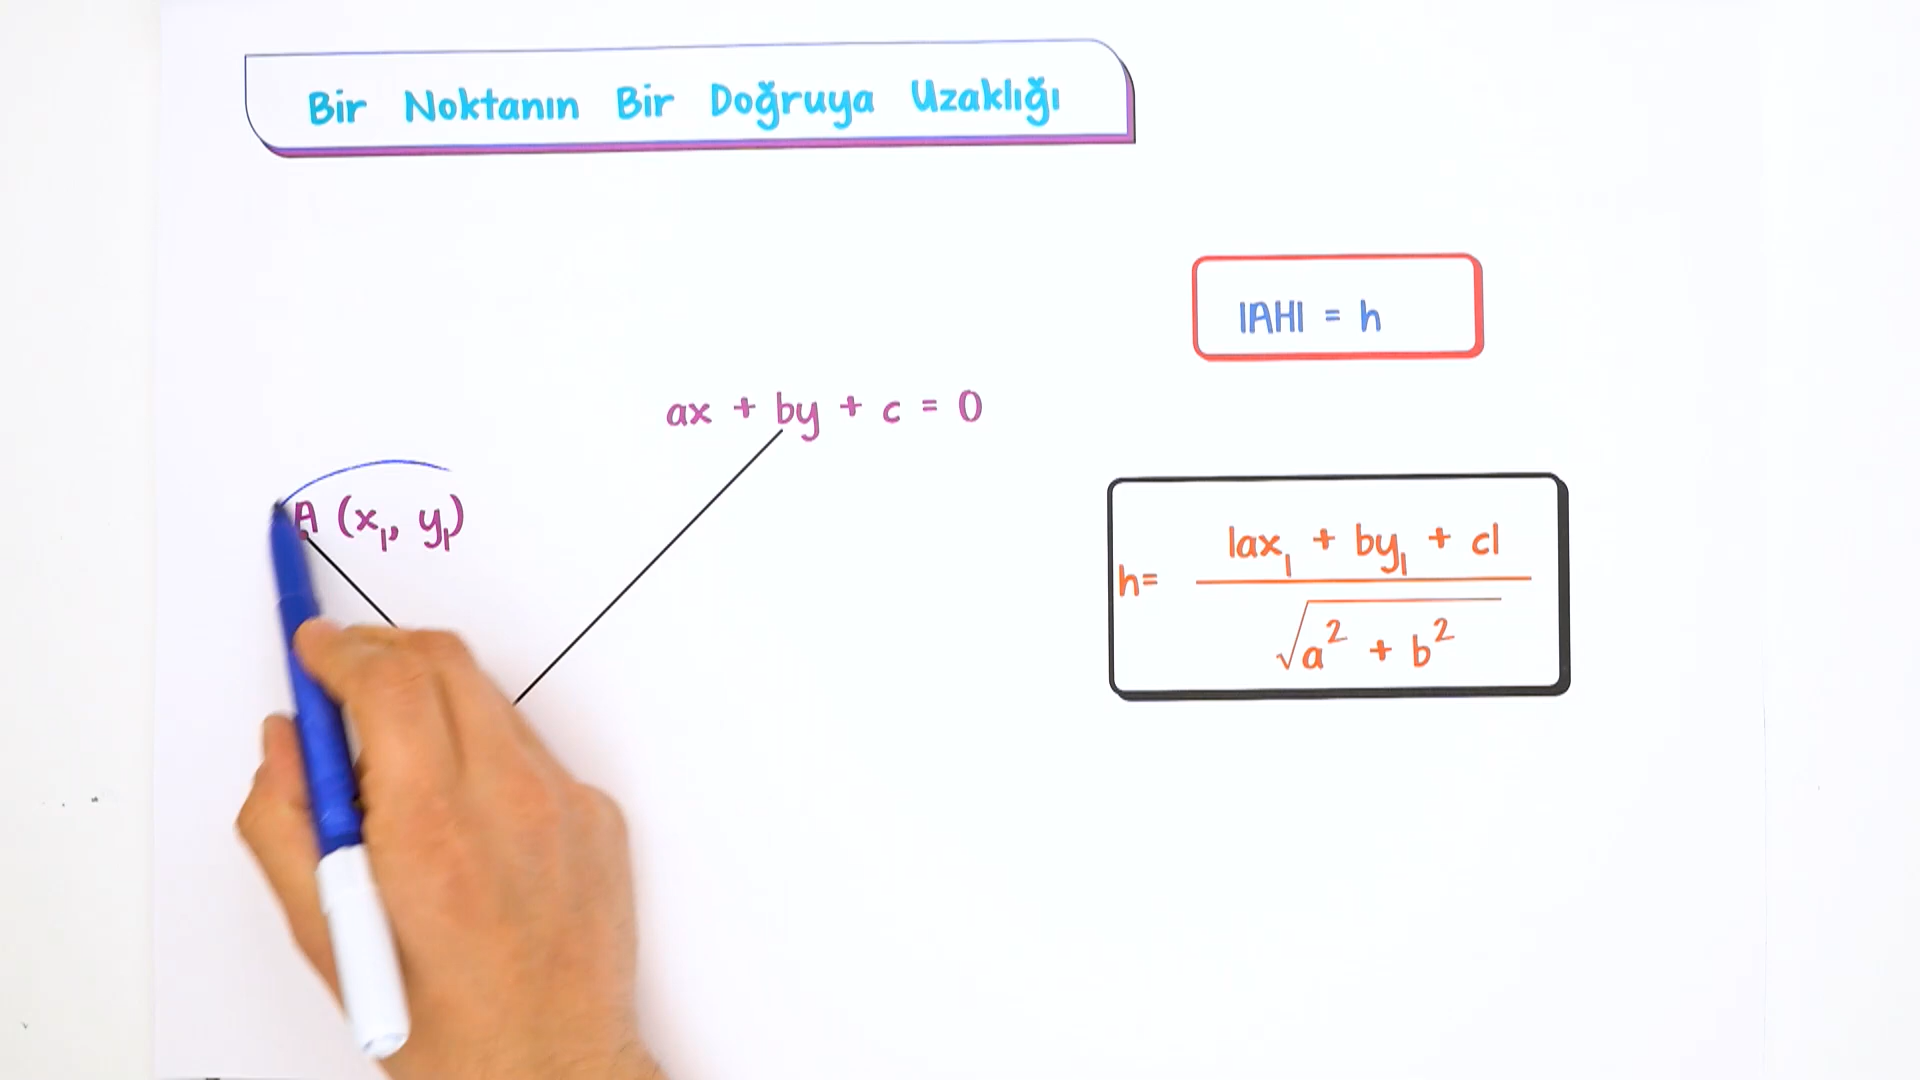 Bir Noktanın Bir Doğruya Uzaklığı
|AH| = h
ax + by + c = 0
A (x₁, y₁)
h= |ax₁ + by₁ + c|
√a² + b²